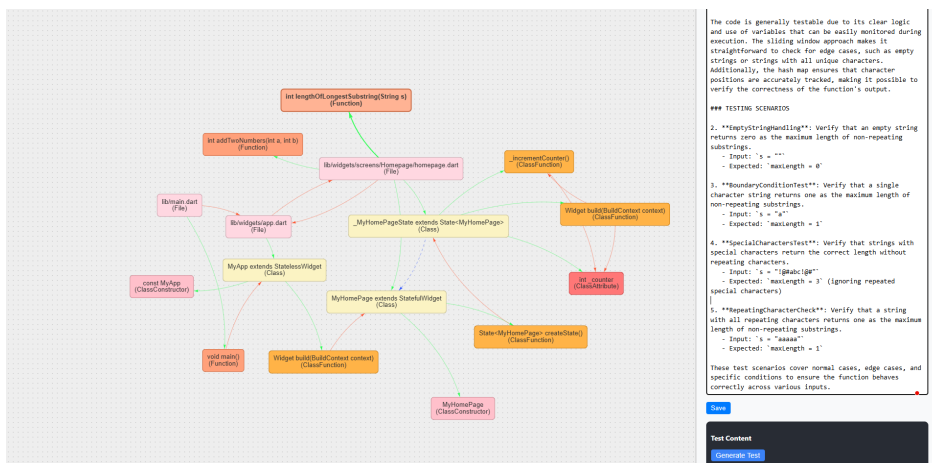 int lengthOfLongestSubstring(String s)
(Function)
int addTwoNumbers(int a, int b)
(Function)
lib/widgets/screens/Homepage/homepage.dart
(File)
_incrementCounter()
(ClassFunction)
lib/main.dart
(File)
lib/widgets/app.dart
(File)
_MyHomePageState extends State<MyHomePage>
(Class)
Widget build(BuildContext context)
(ClassFunction)
MyApp extends StatelessWidget
(Class)
const MyApp
(ClassConstructor)
int _counter
(ClassAttribute)
MyHomePage extends StatefulWidget
(Class)
State<MyHomePage> createState()
(ClassFunction)
void main()
(Function)
Widget build(BuildContext context)
(ClassFunction)
MyHomePage
(ClassConstructor)
The code is generally testable due to its clear logic
and use of variables that can be easily monitored during
execution. The sliding window approach makes it
straightforward to check for edge cases, such as empty
strings or strings with all unique characters.
Additionally, the hash map ensures that character
positions are accurately tracked, making it possible to
verify the correctness of the function's output.
### TESTING SCENARIOS
2. **EmptyStringHandling**: Verify that an empty string
returns zero as the maximum length of non-repeating
substrings.
- Input: `s = ""`
- Expected: `maxLength = 0`
3. **BoundaryConditionTest**: Verify that a single
character string returns one as the maximum length of
non-repeating substrings.
- Input: `s = "a"`
- Expected: `maxLength = 1`
4. **SpecialCharactersTest**: Verify that strings with
special characters return the correct length without
repeating characters.
- Input: `s = "!@#abc!@#"`
- Expected: `maxLength = 3` (ignoring repeated
special characters)
5. **RepeatingCharacterCheck**: Verify that a string
with all repeating characters returns one as the maximum
length of non-repeating substrings.
- Input: `s = "aaaaa"`
- Expected: `maxLength = 1`
These test scenarios cover normal cases, edge cases, and
specific conditions to ensure the function behaves
correctly across various inputs.
Save
Test Content
Generate Test